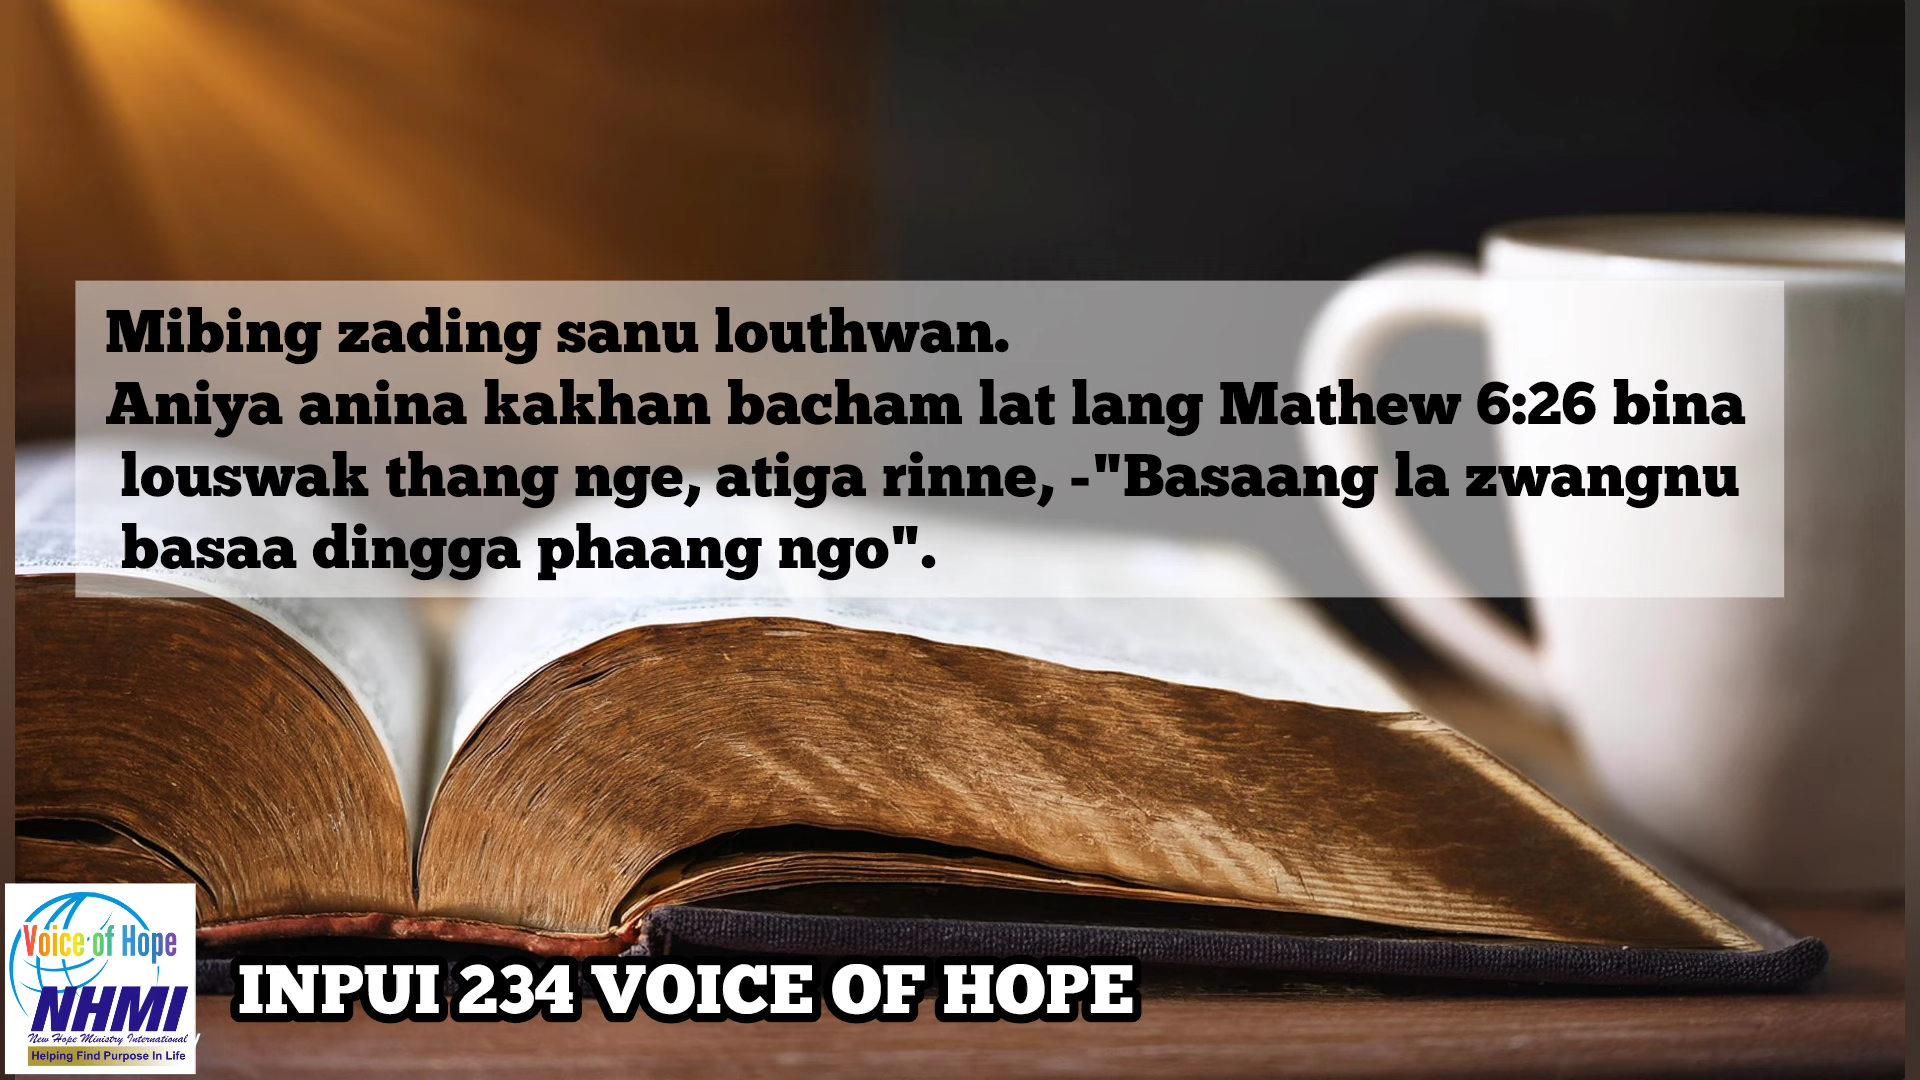 Mibing zading sanu louthwan.
Aniya anina kakhan bacham lat lang Mathew 6:26 bina
louswak thang nge, atiga rinne, -"Basaang la zwangnu
basaa dingga phaang ngo".
Voice of Hope
NHMI
New Hope Ministry International
Helping Find Purpose In Life
INPUI 234 VOICE OF HOPE